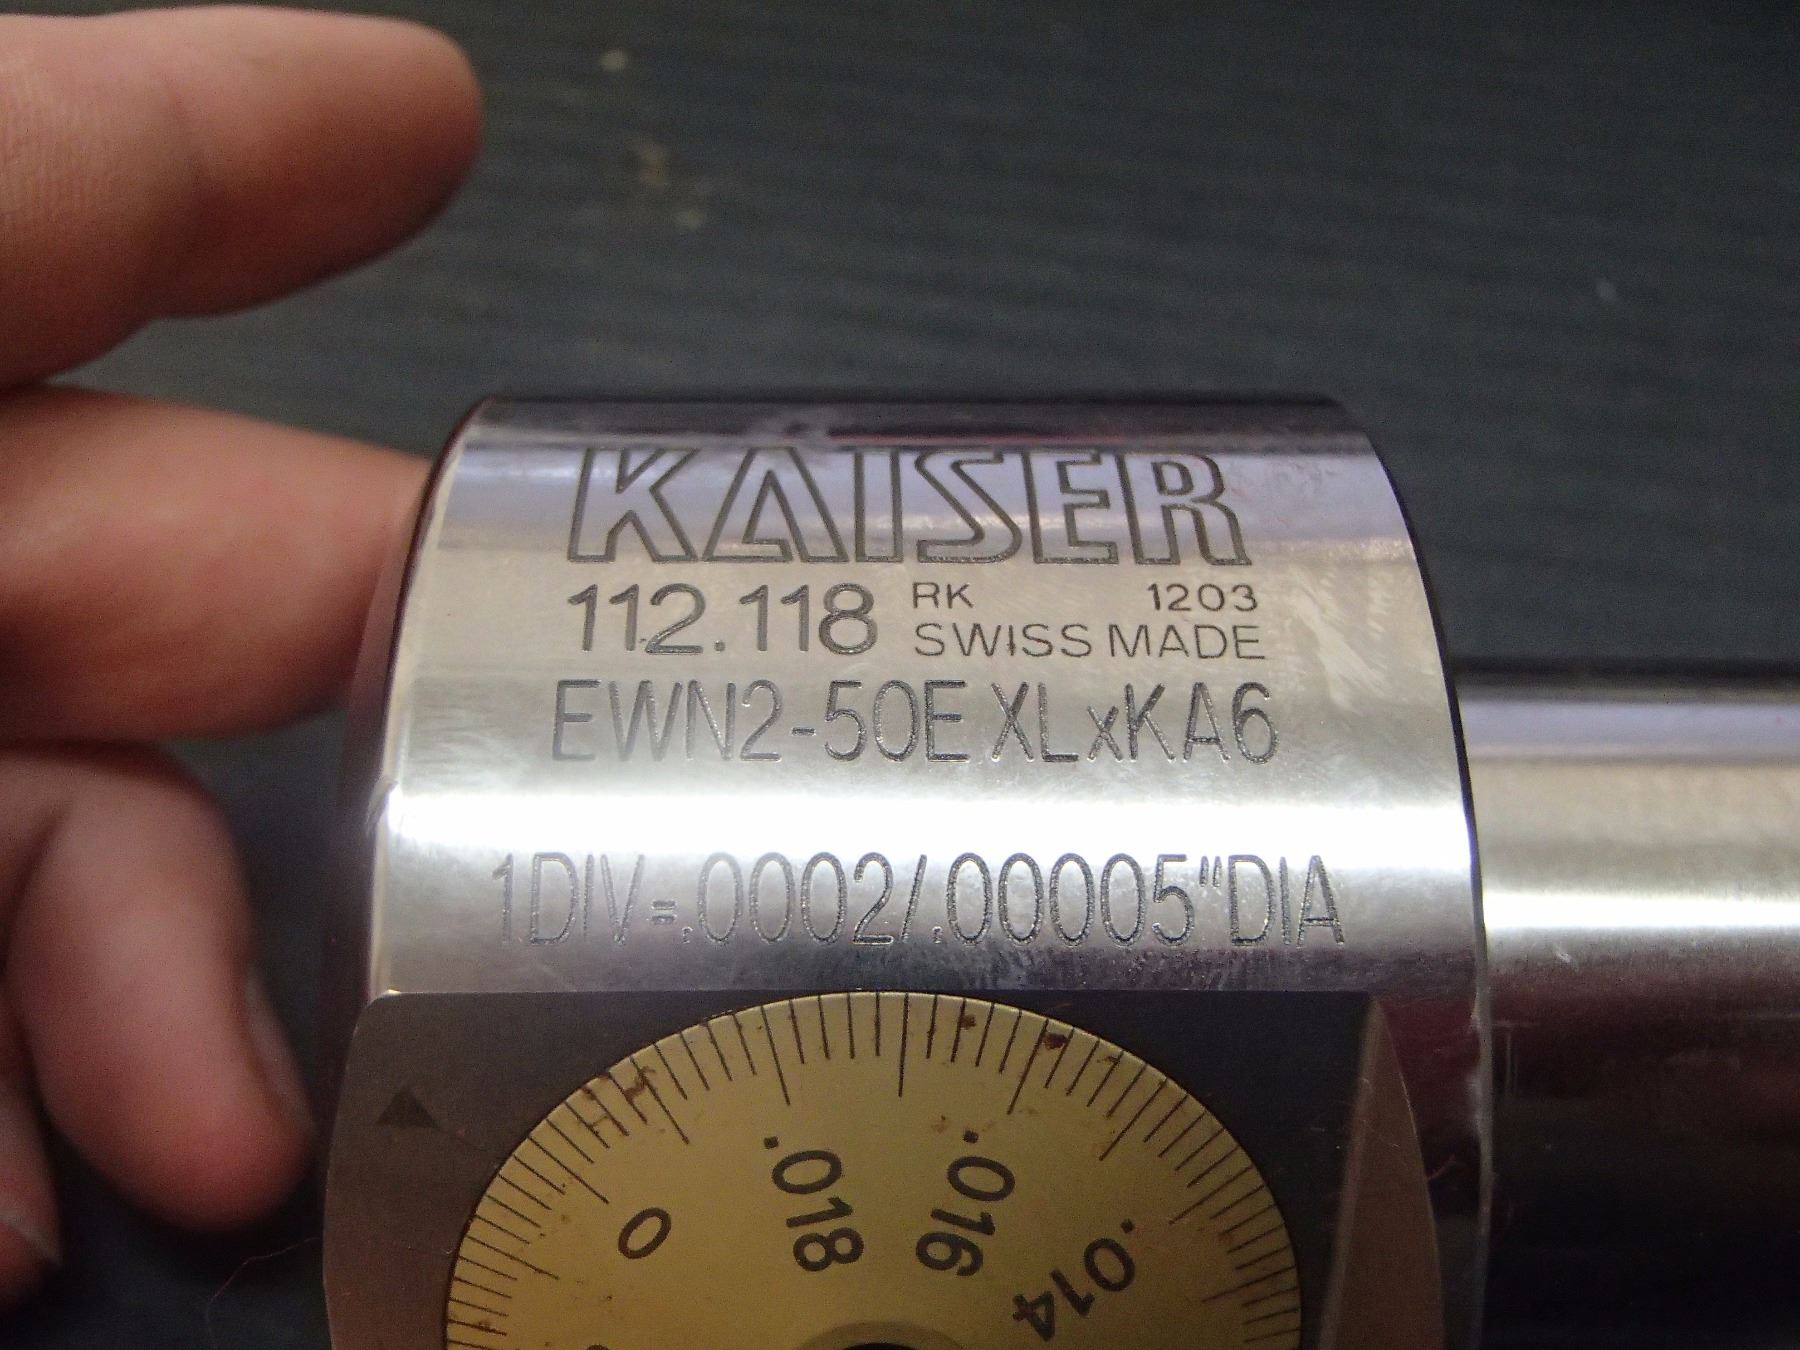 KAISER
112.118 RK 1203
SWISS MADE
EWN2-50E XLxKA6
1DIV=.0002/.00005"DIA
0 .018 .016 .014